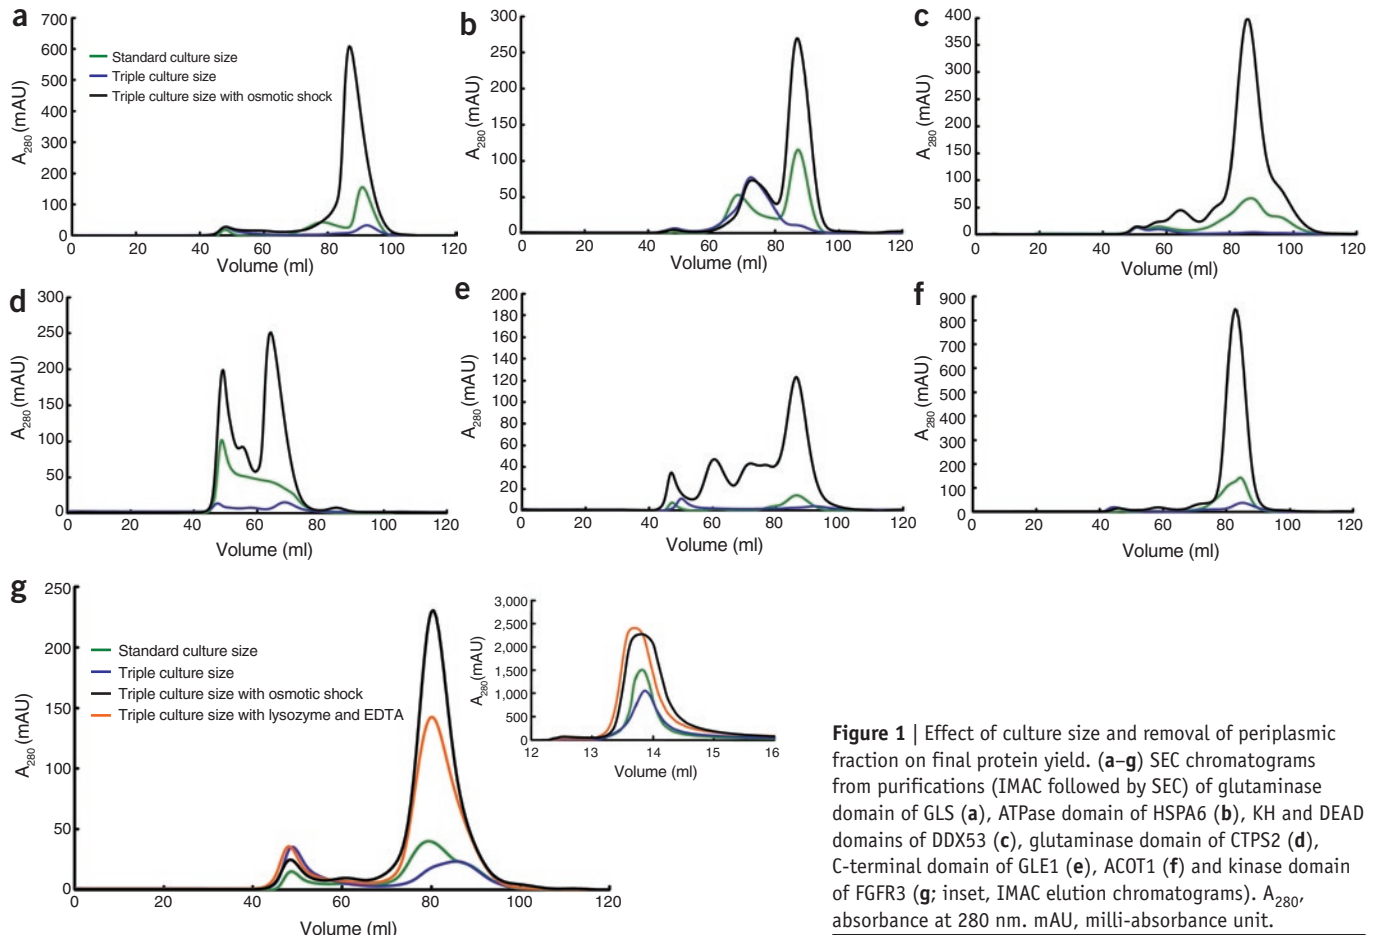 a
700
600
500
400
300
200
100
0
A280 (mAU)
0 20 40 60 80 100 120
Volume (ml)
Standard culture size
Triple culture size
Triple culture size with osmotic shock
b
300
250
200
150
100
50
0
A280 (mAU)
0 20 40 60 80 100 120
Volume (ml)
c
400
350
300
250
200
150
100
50
0
A280 (mAU)
0 20 40 60 80 100 120
Volume (ml)
d
300
250
200
150
100
50
0
A280 (mAU)
0 20 40 60 80 100 120
Volume (ml)
e
200
180
160
140
120
100
80
60
40
20
0
A280 (mAU)
0 20 40 60 80 100 120
Volume (ml)
f
900
800
700
600
500
400
300
200
100
0
A280 (mAU)
0 20 40 60 80 100 120
Volume (ml)
g
250
200
150
100
50
0
A280 (mAU)
0 20 40 60 80 100 120
Volume (ml)
Standard culture size
Triple culture size
Triple culture size with osmotic shock
Triple culture size with lysozyme and EDTA
3,000
2,500
2,000
1,500
1,000
500
0
A280(mAU)
12 13 14 15 16
Volume (ml)
Figure 1 | Effect of culture size and removal of periplasmic
fraction on final protein yield. (a–g) SEC chromatograms
from purifications (IMAC followed by SEC) of glutaminase
domain of GLS (a), ATPase domain of HSPA6 (b), KH and DEAD
domains of DDX53 (c), glutaminase domain of CTPS2 (d),
C-terminal domain of GLE1 (e), ACOT1 (f) and kinase domain
of FGFR3 (g; inset, IMAC elution chromatograms). A280,
absorbance at 280 nm. mAU, milli-absorbance unit.